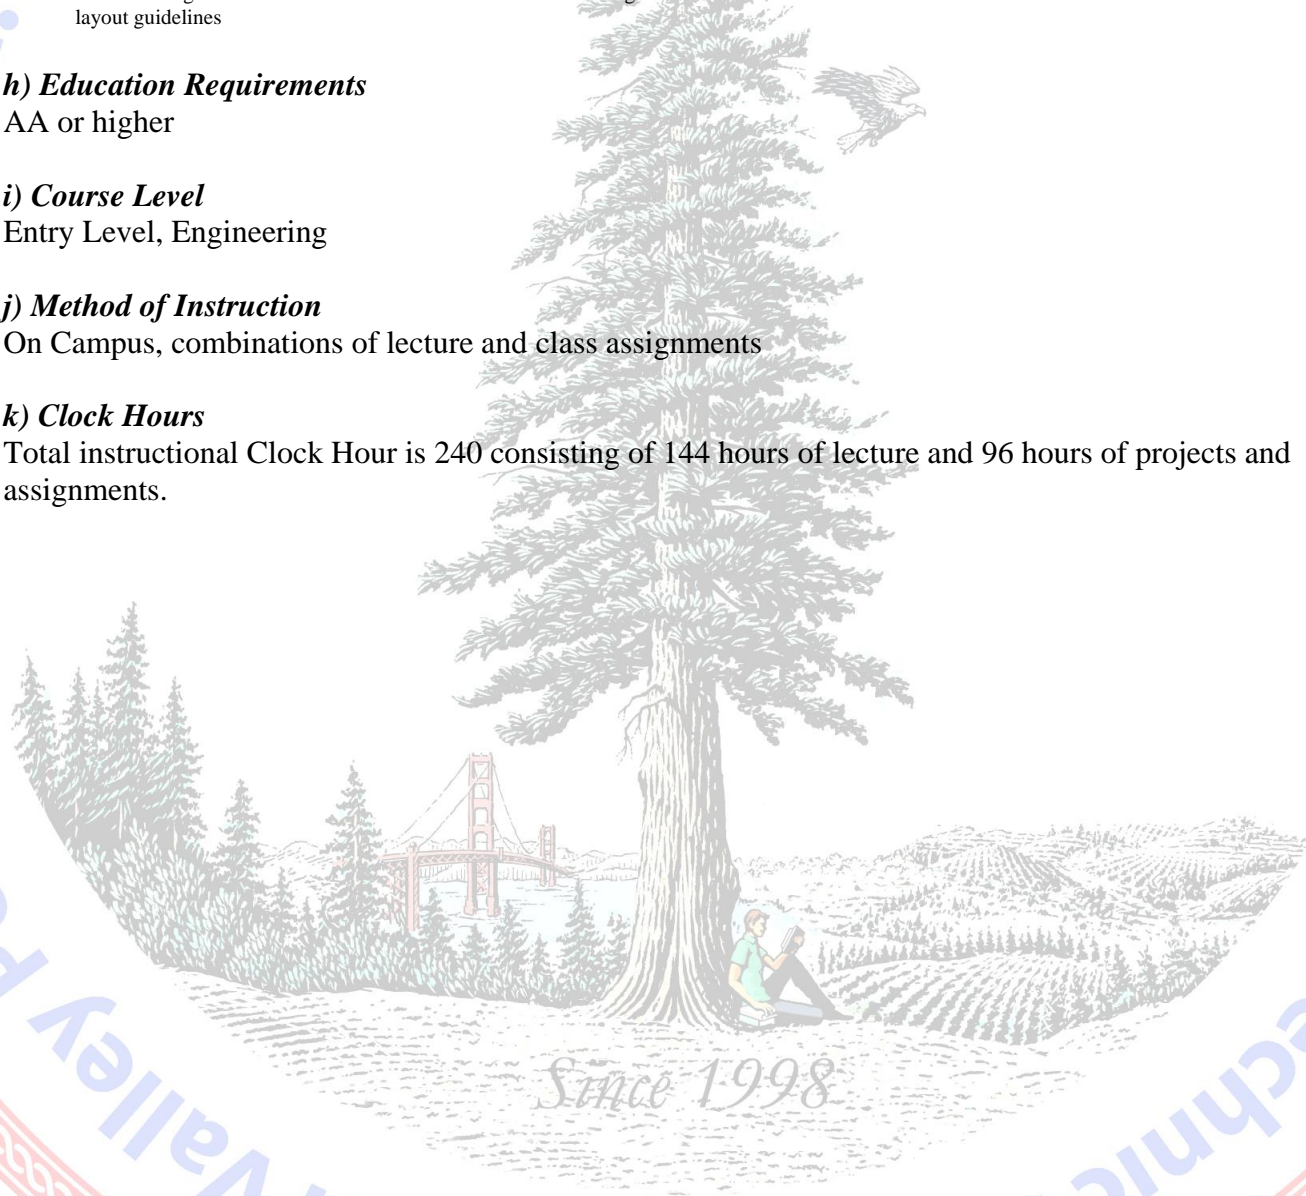 layout guidelines
h) Education Requirements
AA or higher
i) Course Level
Entry Level, Engineering
j) Method of Instruction
On Campus, combinations of lecture and class assignments
k) Clock Hours
Total instructional Clock Hour is 240 consisting of 144 hours of lecture and 96 hours of projects and
assignments.
Since 1998
Valley